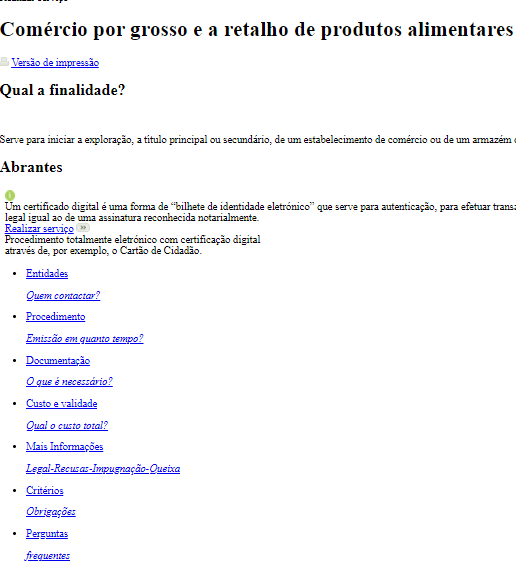 Comércio por grosso e a retalho de produtos alimentares
Versão de impressão
Qual a finalidade?
Serve para iniciar a exploração, a título principal ou secundário, de um estabelecimento de comércio ou de um armazém
Abrantes
Um certificado digital é uma forma de “bilhete de identidade eletrónico” que serve para autenticação, para efetuar transa
legal igual ao de uma assinatura reconhecida notarialmente.
Realizar serviço
Procedimento totalmente eletrónico com certificação digital
através de, por exemplo, o Cartão de Cidadão.
Entidades
Quem contactar?
Procedimento
Emissão em quanto tempo?
Documentação
O que é necessário?
Custo e validade
Qual o custo total?
Mais Informações
Legal-Recusas-Impugnação-Queixa
Critérios
Obrigações
Perguntas
frequentes